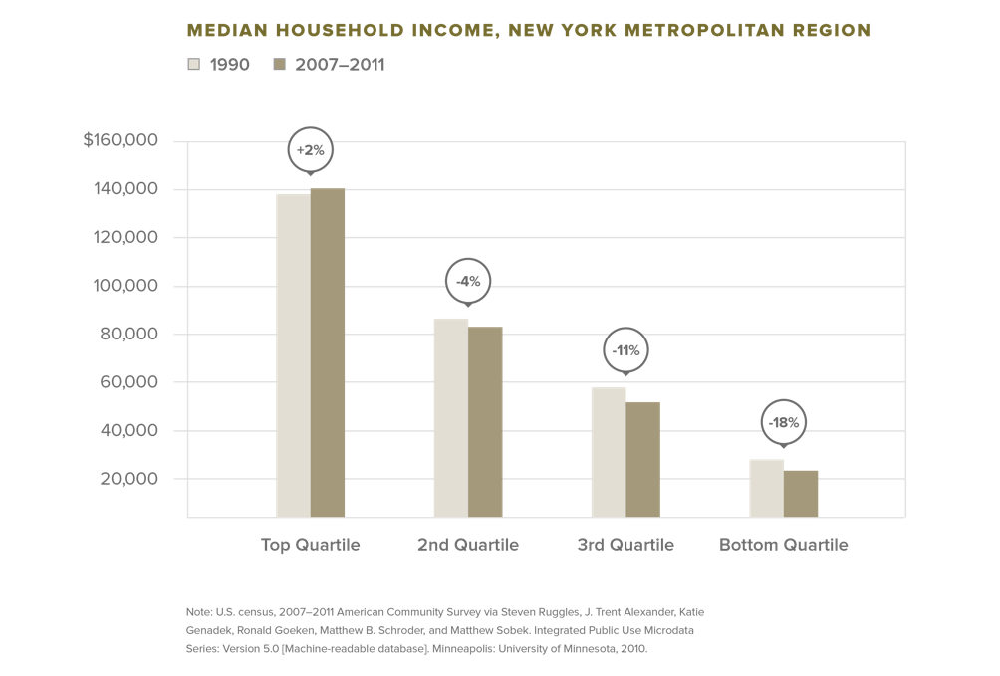 MEDIAN HOUSEHOLD INCOME, NEW YORK METROPOLITAN REGION
1990 2007–2011
$160,000
140,000
120,000
100,000
80,000
60,000
40,000
20,000
+2%
-4%
-11%
-18%
Top Quartile 2nd Quartile 3rd Quartile Bottom Quartile
Note: U.S. census, 2007–2011 American Community Survey via Steven Ruggles, J. Trent Alexander, Katie
Genadek, Ronald Goeken, Matthew B. Schroder, and Matthew Sobek. Integrated Public Use Microdata
Series: Version 5.0 [Machine-readable database]. Minneapolis: University of Minnesota, 2010.